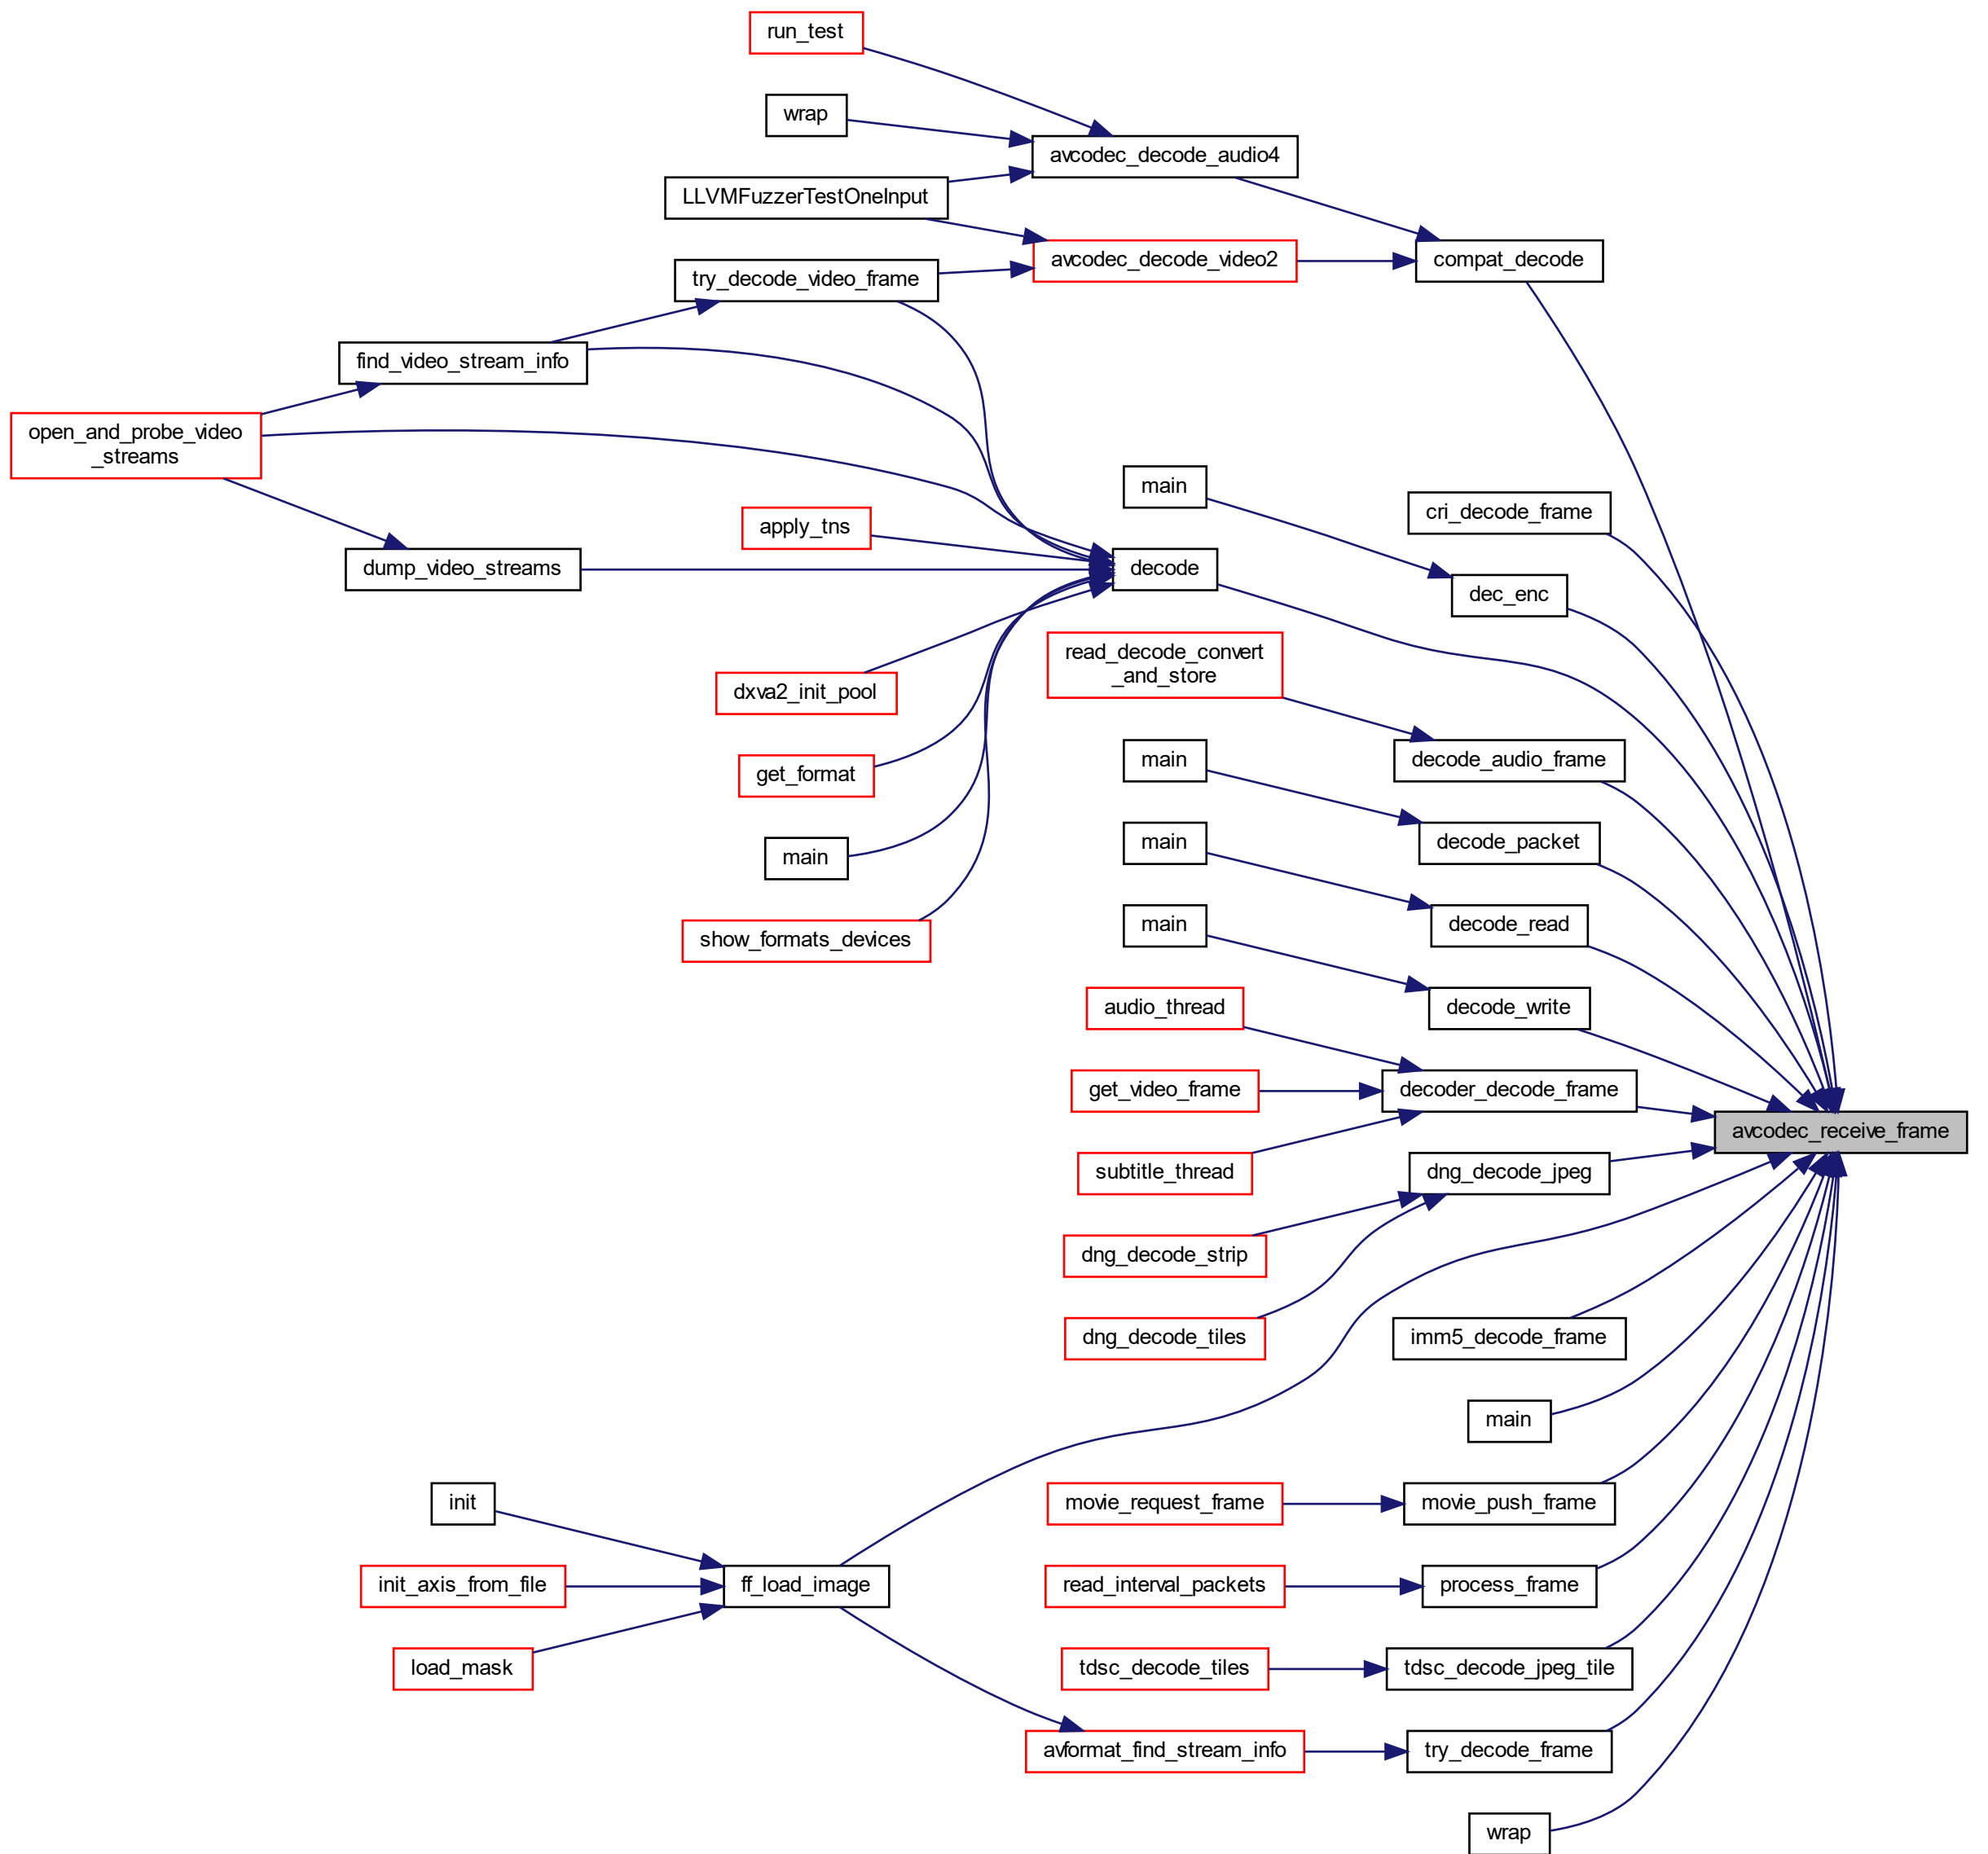 run_test
wrap
avcodec_decode_audio4
LLVMFuzzerTestOneInput
avcodec_decode_video2
compat_decode
try_decode_video_frame
find_video_stream_info
open_and_probe_video
_streams
main
cri_decode_frame
apply_tns
dump_video_streams
decode
dec_enc
read_decode_convert
_and_store
dxva2_init_pool
decode_audio_frame
main
get_format
decode_packet
main
main
decode_read
main
show_formats_devices
decode_write
audio_thread
get_video_frame
decoder_decode_frame
avcodec_receive_frame
subtitle_thread
dng_decode_jpeg
dng_decode_strip
dng_decode_tiles
imm5_decode_frame
main
init
movie_request_frame
movie_push_frame
init_axis_from_file
ff_load_image
read_interval_packets
process_frame
load_mask
tdsc_decode_tiles
tdsc_decode_jpeg_tile
avformat_find_stream_info
try_decode_frame
wrap